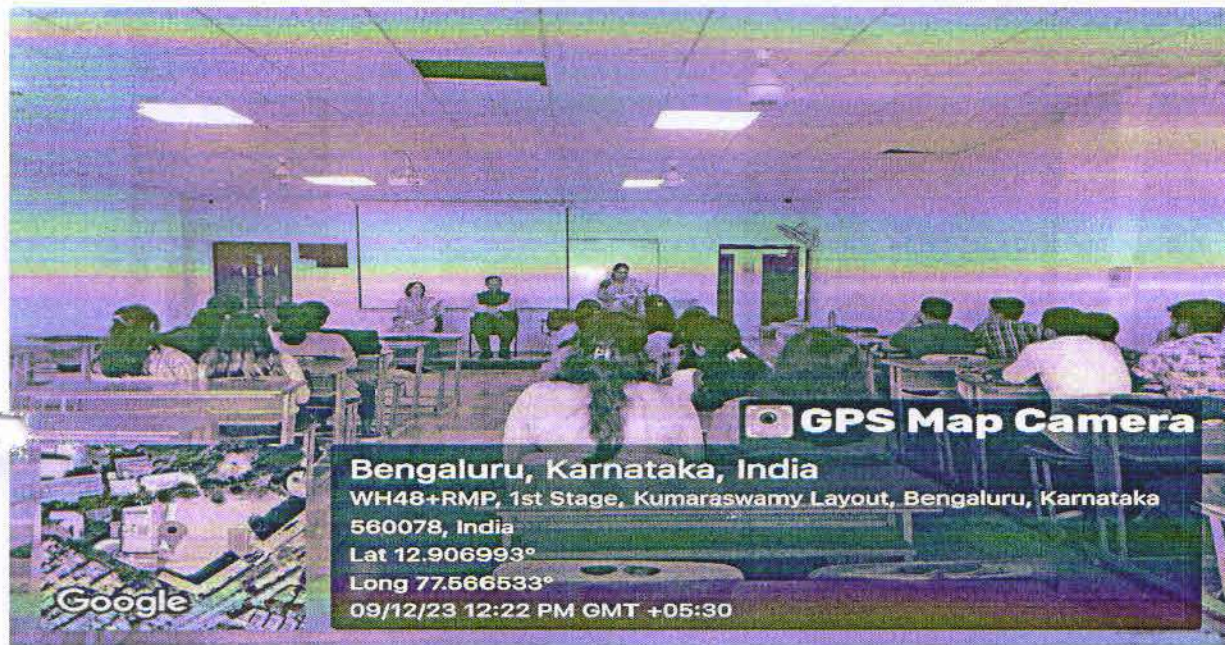 GPS Map Camera
Bengaluru, Karnataka, India
WH48+RMP, 1st Stage, Kumaraswamy Layout, Bengaluru, Karnataka
560078, India
Lat 12.906993°
Long 77.566533°
09/12/23 12:22 PM GMT +05:30
Google